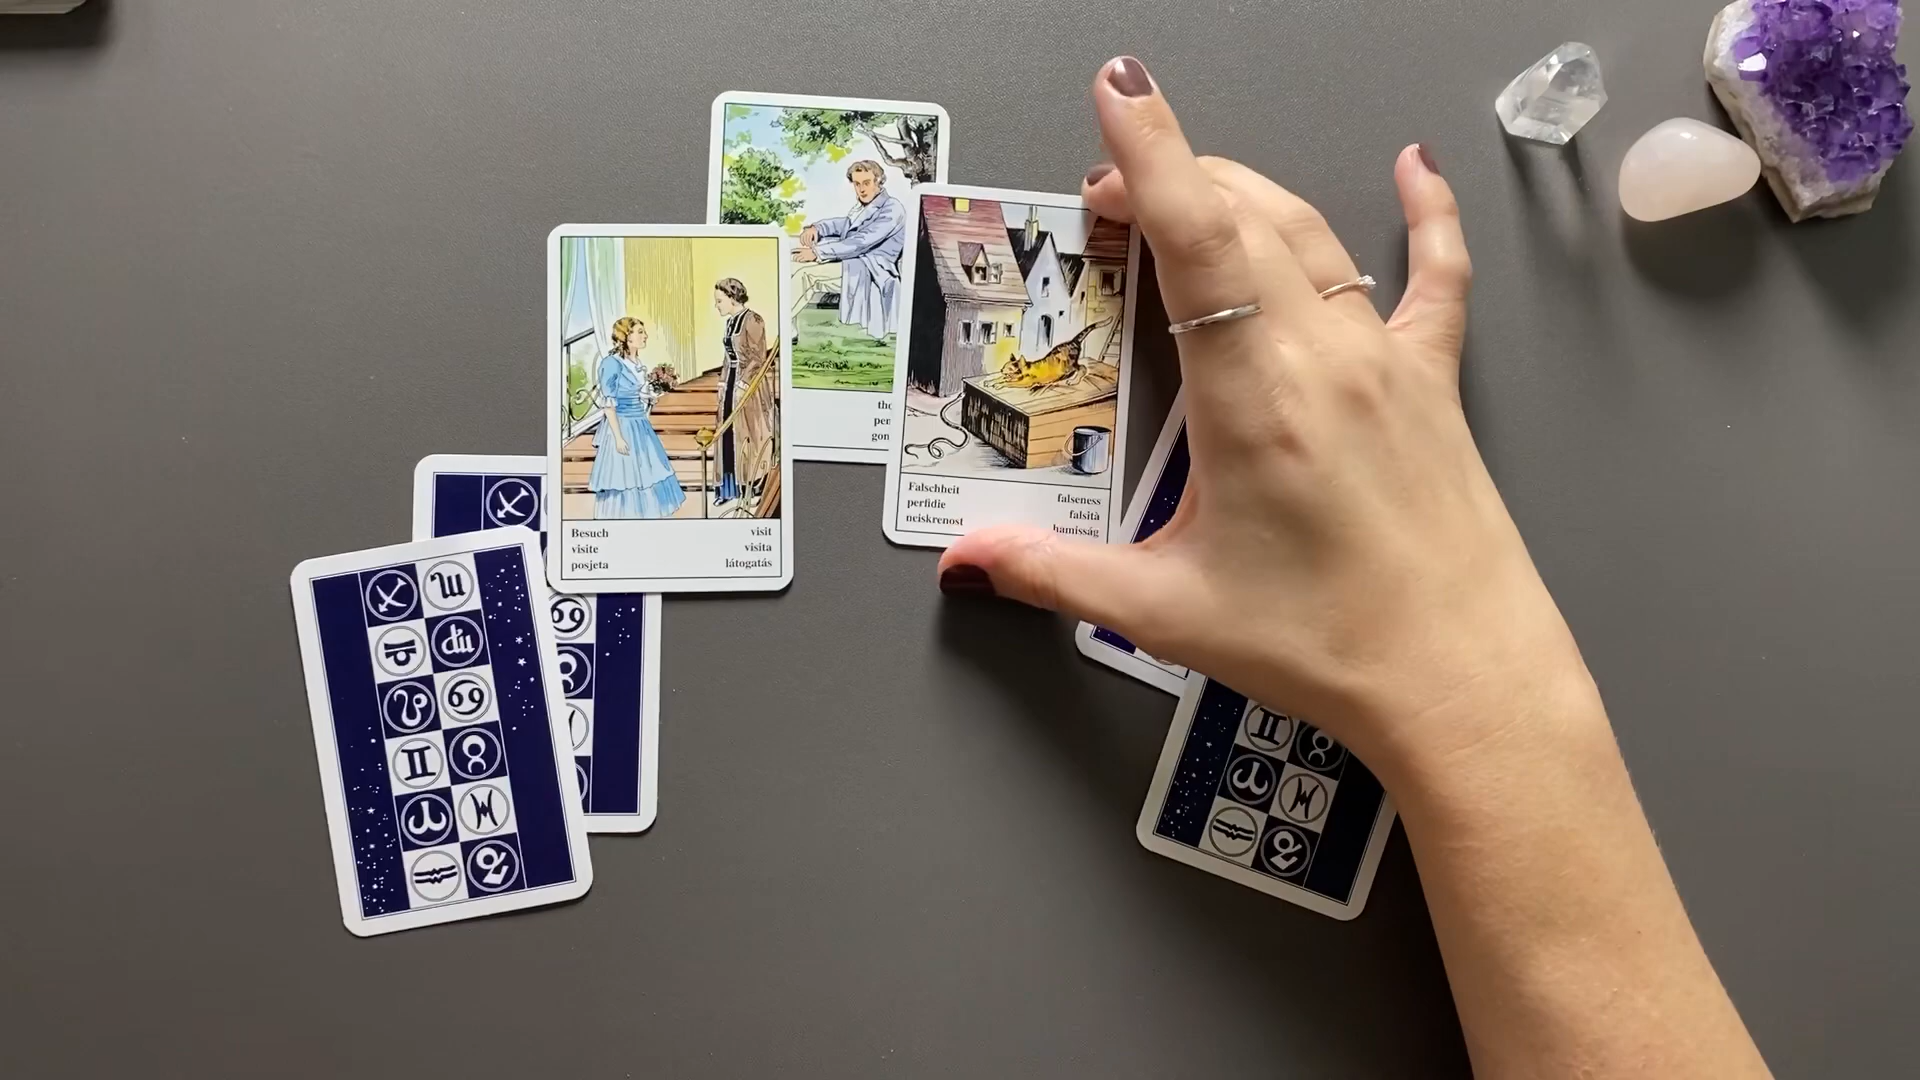 Besuch visit
visite visita
posjeta látogatás
Falschheit falseness
perfidie falsità
neiskrenost hamisság